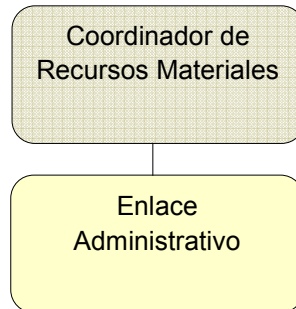 Coordinador de
Recursos Materiales
Enlace
Administrativo